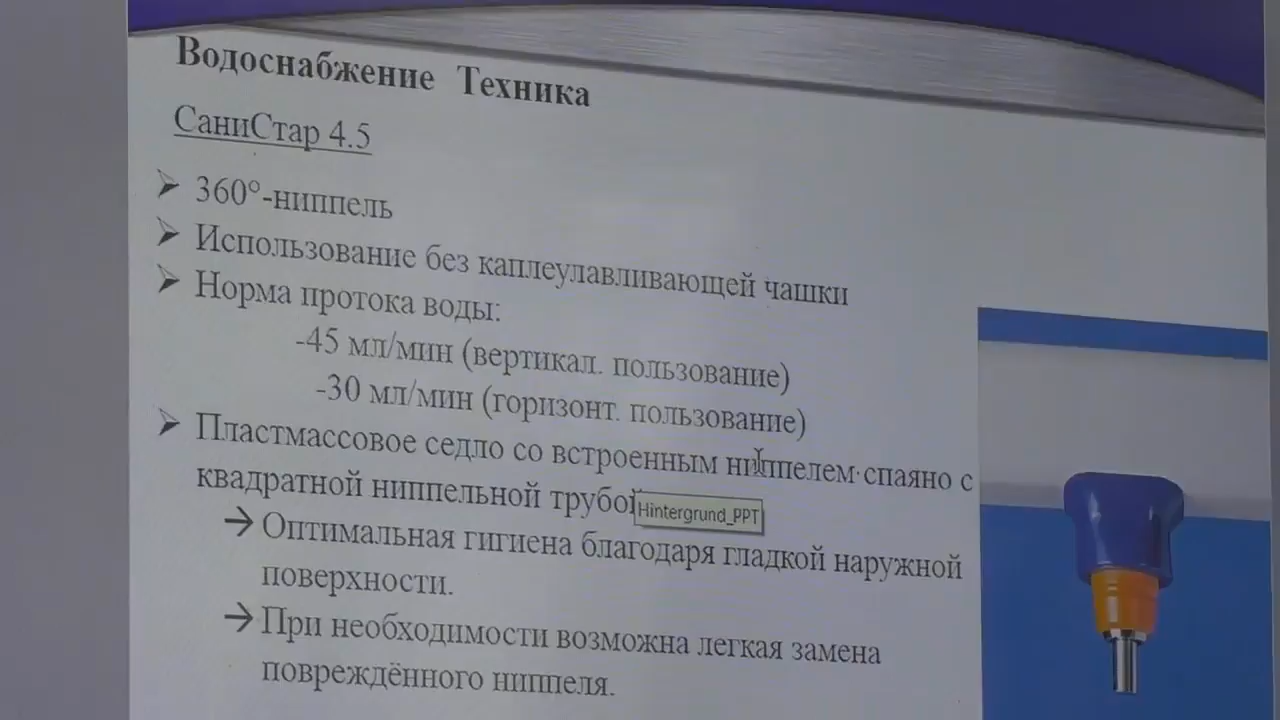 Водоснабжение Техника
СаниСтар 4.5
➢ 360°-ниппель
➢ Использование без каплеулавливающей чашки
➢ Норма протока воды:
-45 мл/мин (вертикал. пользование)
-30 мл/мин (горизонт. пользование)
➢ Пластмассовое седло со встроенным ниппелем спаяно с
квадратной ниппельной трубой
Hintergrund_PPT
→ Оптимальная гигиена благодаря гладкой наружной
поверхности.
→ При необходимости возможна легкая замена
повреждённого ниппеля.